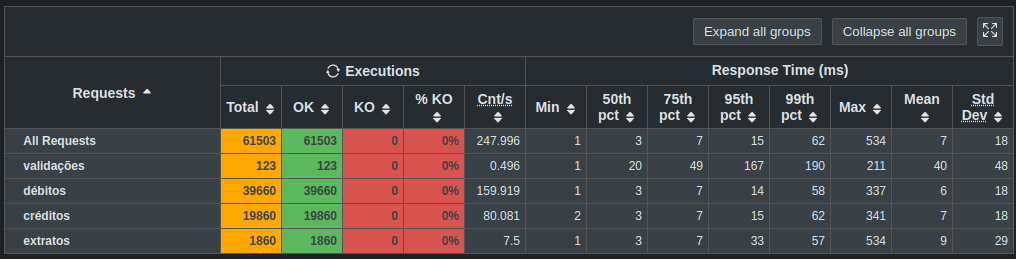 Expand all groups Collapse all groups
Requests Executions Response Time (ms)
Total OK KO % KO Cnt/s Min 50th pct 75th pct 95th pct 99th pct Max Mean Std Dev
All Requests 61503 61503 0 0% 247.996 1 3 7 15 62 534 7 18
validações 123 123 0 0% 0.496 1 20 49 167 190 211 40 48
débitos 39660 39660 0 0% 159.919 1 3 7 14 58 337 6 18
créditos 19860 19860 0 0% 80.081 2 3 7 15 62 341 7 18
extratos 1860 1860 0 0% 7.5 1 3 7 33 57 534 9 29